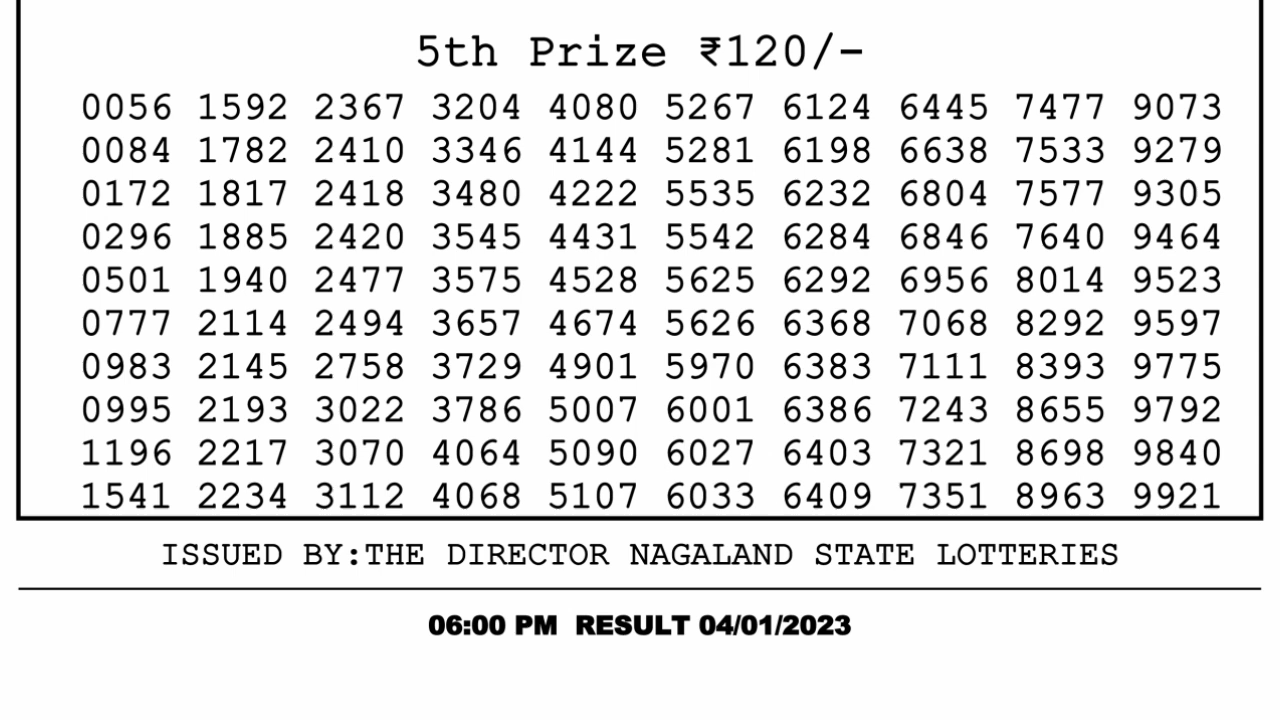 5th Prize ₹120/-
0056 1592 2367 3204 4080 5267 6124 6445 7477 9073
0084 1782 2410 3346 4144 5281 6198 6638 7533 9279
0172 1817 2418 3480 4222 5535 6232 6804 7577 9305
0296 1885 2420 3545 4431 5542 6284 6846 7640 9464
0501 1940 2477 3575 4528 5625 6292 6956 8014 9523
0777 2114 2494 3657 4674 5626 6368 7068 8292 9597
0983 2145 2758 3729 4901 5970 6383 7111 8393 9775
0995 2193 3022 3786 5007 6001 6386 7243 8655 9792
1196 2217 3070 4064 5090 6027 6403 7321 8698 9840
1541 2234 3112 4068 5107 6033 6409 7351 8963 9921
ISSUED BY:THE DIRECTOR NAGALAND STATE LOTTERIES
06:00 PM RESULT 04/01/2023